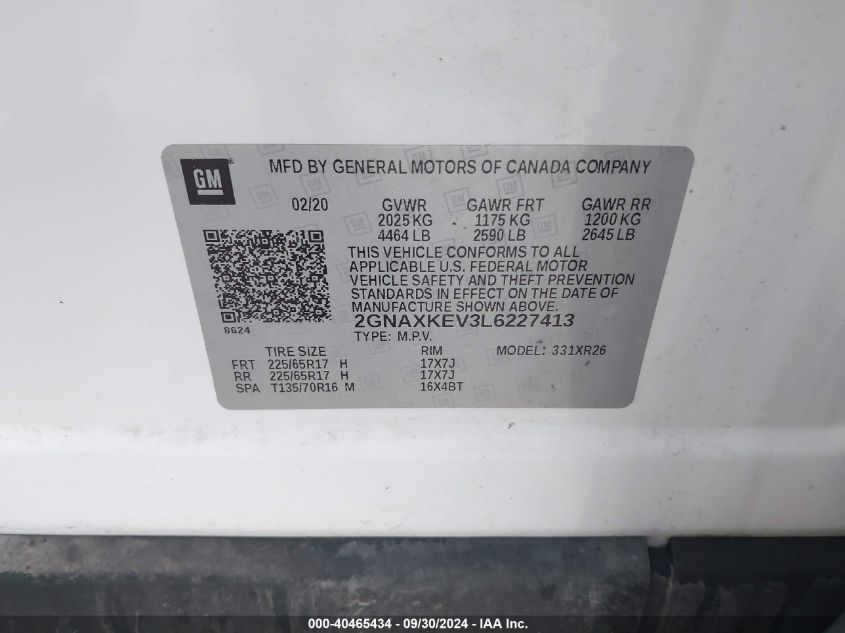 GM
MFD BY GENERAL MOTORS OF CANADA COMPANY
02/20 GVWR GAWR FRT GAWR RR
2025 KG 1175 KG 1200 KG
4464 LB 2590 LB 2645 LB
THIS VEHICLE CONFORMS TO ALL
APPLICABLE U.S. FEDERAL MOTOR
VEHICLE SAFETY AND THEFT PREVENTION
STANDARDS IN EFFECT ON THE DATE OF
MANUFACTURE SHOWN ABOVE.
8624 2GNAXKEV3L6227413
TYPE: M.P.V. MODEL: 331XR26
TIRE SIZE RIM
FRT 225/65R17 H 17X7J
RR 225/65R17 H 17X7J
SPA T135/70R16 M 16X4BT
000-40465434 - 09/30/2024 - IAA Inc.